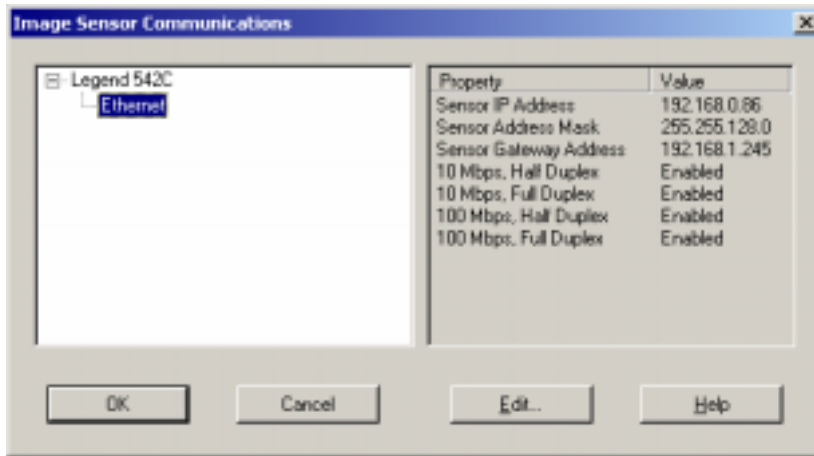 Image Sensor Communications
Legend 542C
Ethernet
Property Value
Sensor IP Address 192.168.0.86
Sensor Address Mask 255.255.128.0
Sensor Gateway Address 192.168.1.245
10 Mbps, Half Duplex Enabled
10 Mbps, Full Duplex Enabled
100 Mbps, Half Duplex Enabled
100 Mbps, Full Duplex Enabled
OK Cancel Edit... Help